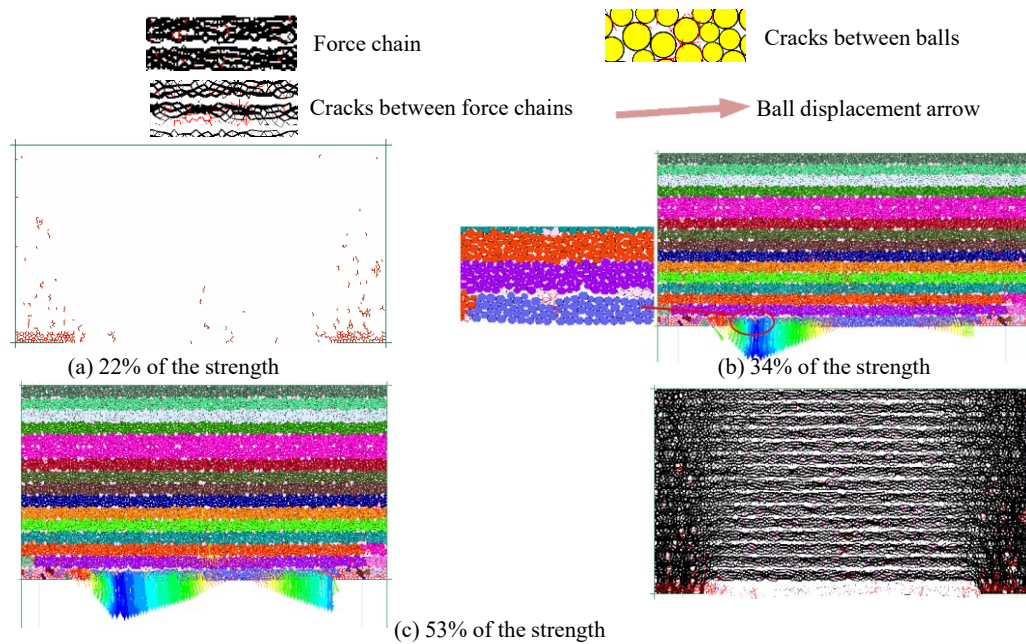 Force chain
Cracks between balls
Cracks between force chains
Ball displacement arrow
(a) 22% of the strength
(b) 34% of the strength
(c) 53% of the strength